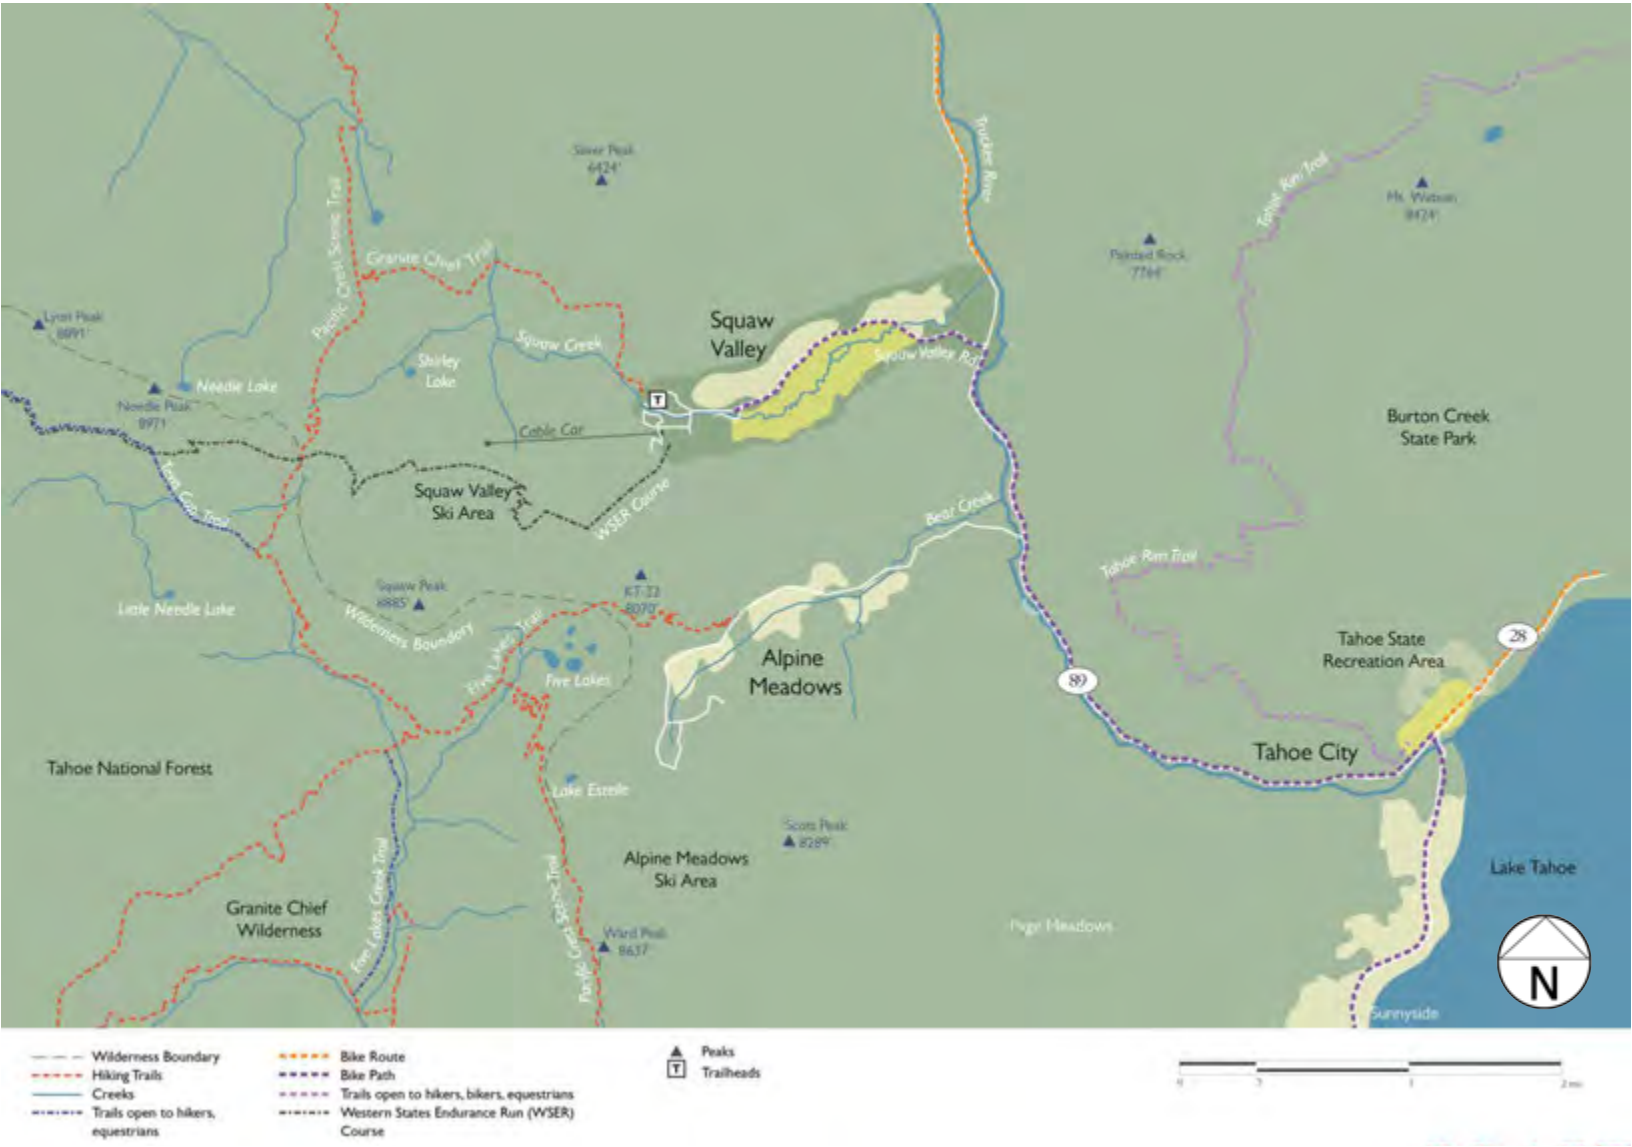 Truckee River
Tahoe Rim Trail
Silver Peak
Mt. Watson
8424'
Pacific Crest Scenic Trail
Granite Chief Trail
Painted Rock
Lyon Peak
8891'
Squaw
Valley
Squaw Creek
Squaw Valley Rd
Shirley
Lake
Needle Lake
Needle Peak
8971'
T
Burton Creek
State Park
Cable Car
Squaw Valley
Ski Area
WSER Course
Bear Creek
Tahoe Rim Trail
Squaw Peak
8885'
KT-22
8070'
Little Needle Lake
Wilderness Boundary
Five Lakes Trail
Five Lakes
Alpine
Meadows
Tahoe State
Recreation Area
28
89
Tahoe City
Tahoe National Forest
Lake Estelle
Scots Peak
8289'
Alpine Meadows
Ski Area
Lake Tahoe
Five Lakes Creek Trail
Pacific Crest Scenic Trail
Granite Chief
Wilderness
Ward Peak
8637'
Page Meadows
N
Sunnyside
Wilderness Boundary
Hiking Trails
Creeks
Trails open to hikers,
equestrians
Bike Route
Bike Path
Trails open to hikers, bikers, equestrians
Western States Endurance Run (WSER)
Course
Peaks
T Trailheads